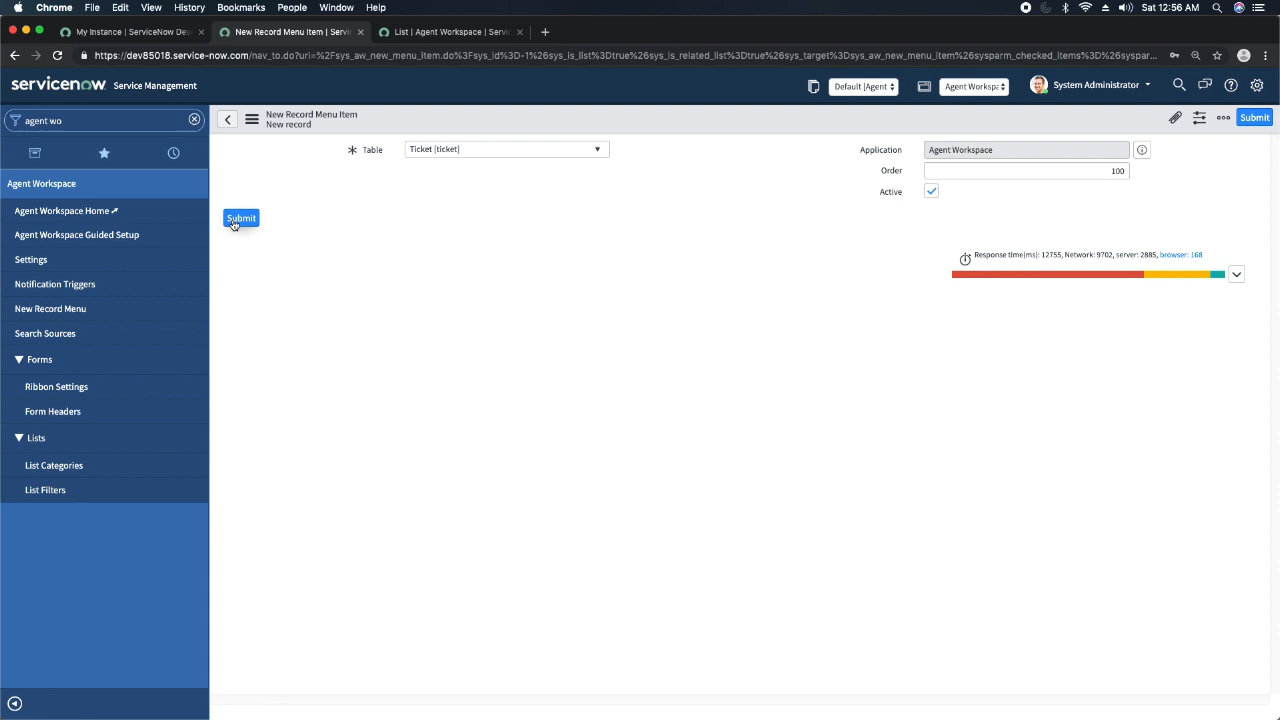 Chrome File Edit View History Bookmarks People Window Help Sat 12:56 AM
My Instance | ServiceNow Dev New Record Menu Item | Servi List | Agent Workspace | Servic
https://dev85018.service-now.com/nav_to.do?uri=%2Fsys_aw_new_menu_item.do%3Fsys_id%3D-1%26sys_is_list%3Dtrue%26sys_is_related_list%3Dtrue%26sys_target%3Dsys_aw_new_menu_item%26sysparm_checked_items%3D%26syspar...
servicenow Service Management Default [Agent Agent Workspa System Administrator
agent wo
New Record Menu Item
New record
Submit
Table Ticket [ticket]
Application Agent Workspace
Order 100
Active
Submit
Response time(ms): 12755, Network: 9702, server: 2885, browser: 168
Agent Workspace
Agent Workspace Home
Agent Workspace Guided Setup
Settings
Notification Triggers
New Record Menu
Search Sources
Forms
Ribbon Settings
Form Headers
Lists
List Categories
List Filters